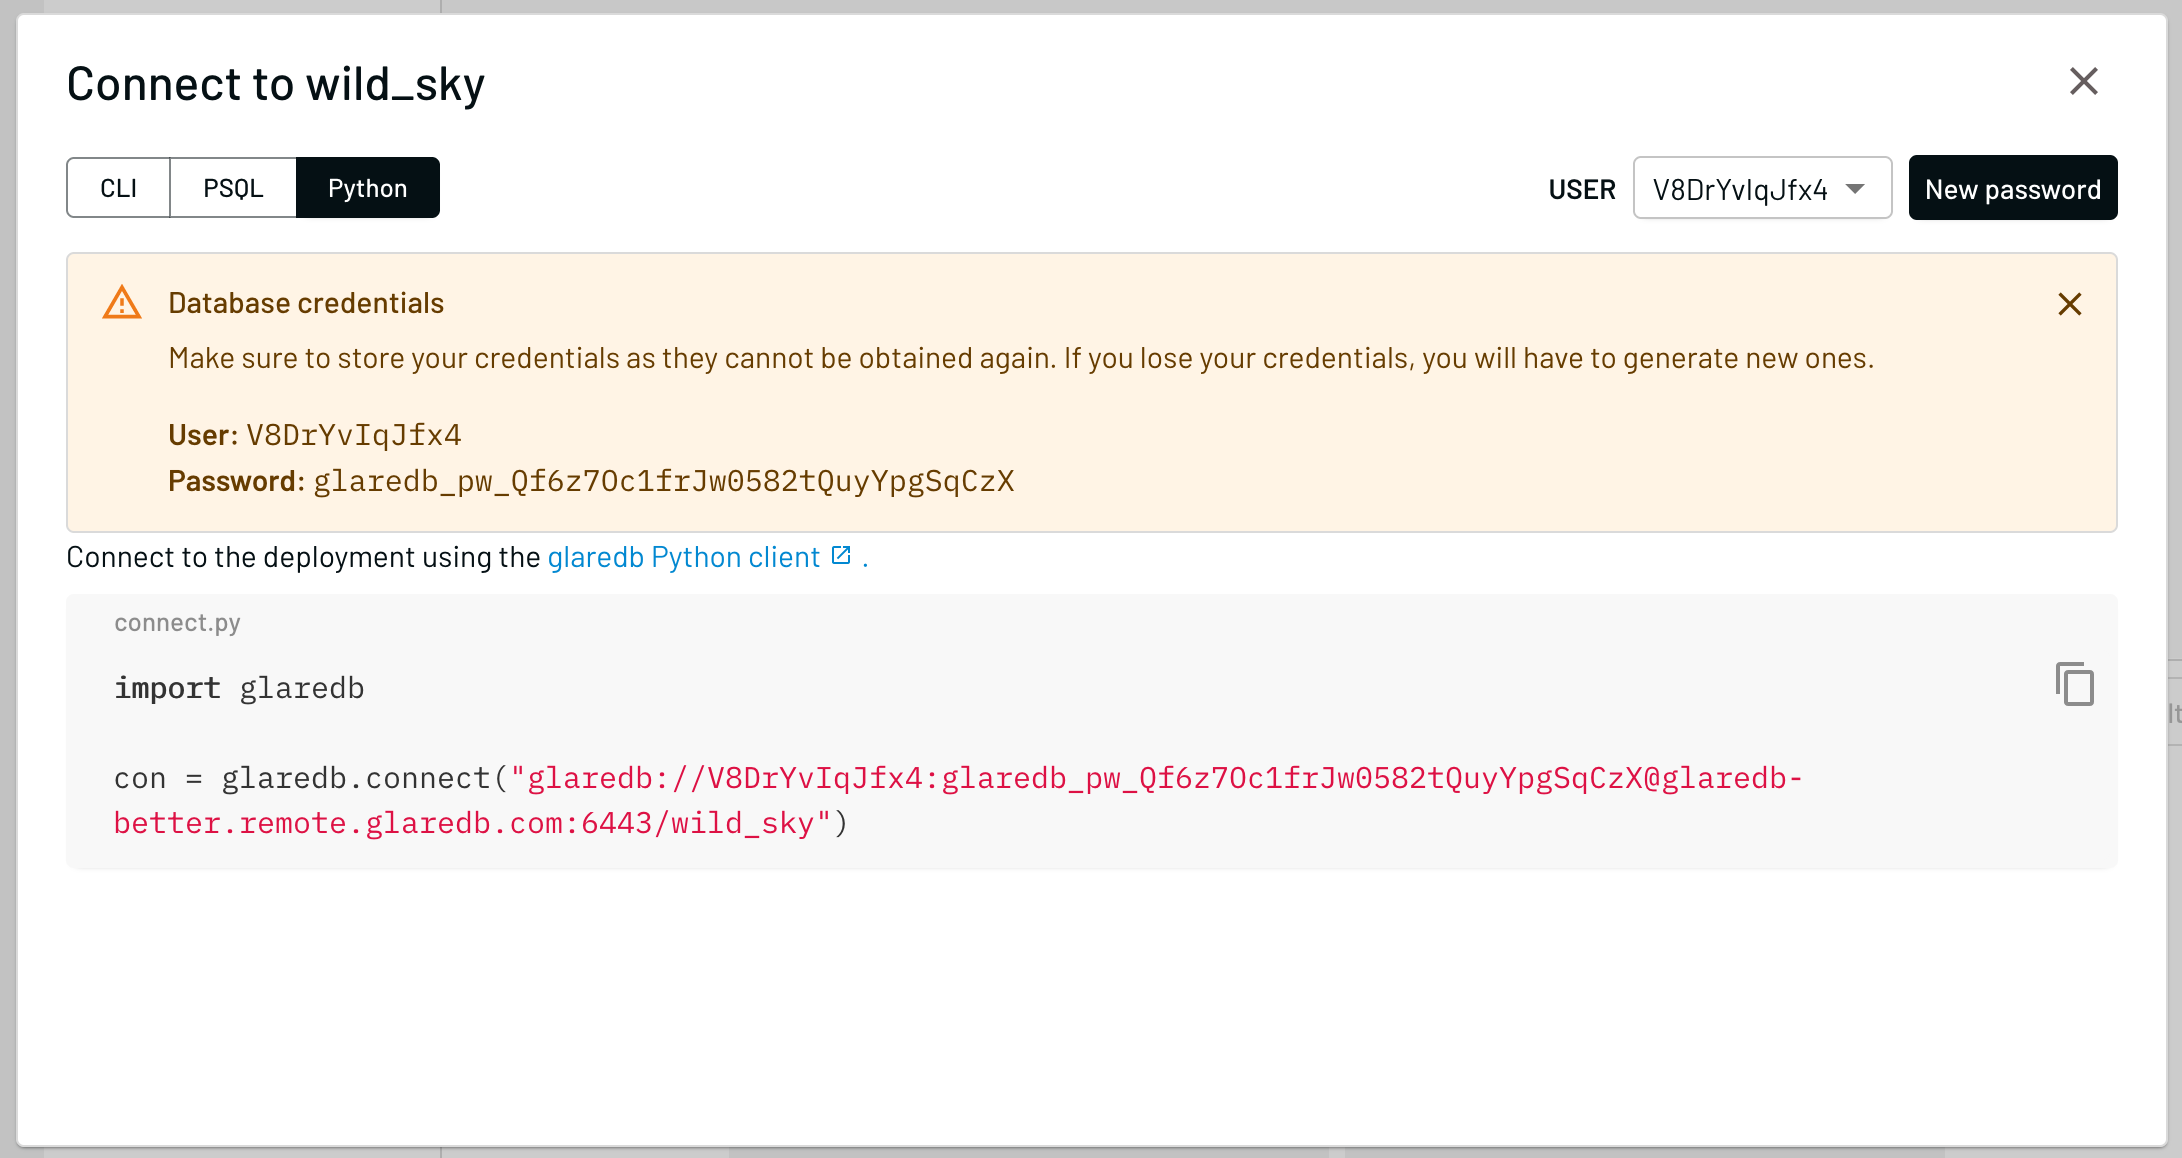 Connect to wild_sky
CLI PSQL Python USER V8DrYvIqJfx4 New password
Database credentials
Make sure to store your credentials as they cannot be obtained again. If you lose your credentials, you will have to generate new ones.
User: V8DrYvIqJfx4
Password: glaredb_pw_Qf6z7Oc1frJw0582tQuyYpgSqCzX
Connect to the deployment using the glaredb Python client .
connect.py
import glaredb
con = glaredb.connect("glaredb://V8DrYvIqJfx4:glaredb_pw_Qf6z7Oc1frJw0582tQuyYpgSqCzX@glaredb-
better.remote.glaredb.com:6443/wild_sky")